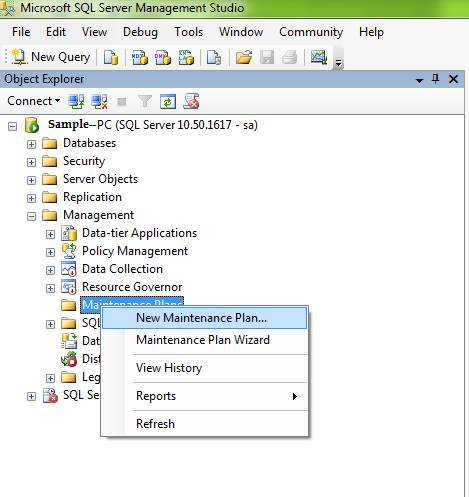 Microsoft SQL Server Management Studio
File Edit View Debug Tools Window Community Help
New Query
Object Explorer
Connect
Sample--PC (SQL Server 10.50.1617 - sa)
Databases
Security
Server Objects
Replication
Management
Data-tier Applications
Policy Management
Data Collection
Resource Governor
Maintenance Plans
New Maintenance Plan...
SQL
Maintenance Plan Wizard
Dat
Dist
View History
Leg
SQL Se
Reports
Refresh